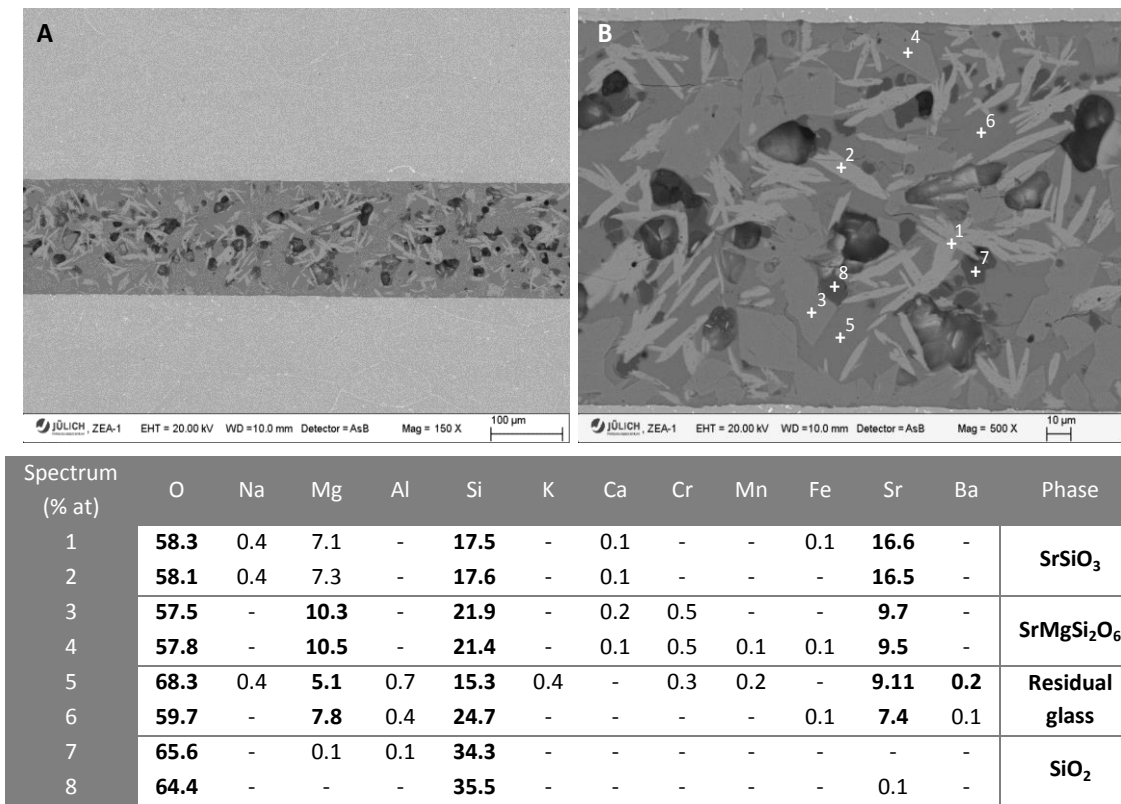 A
JÜLICH, ZEA-1 EHT = 20.00 kV WD =10.0 mm Detector = AsB Mag = 150 X 100 µm
B
4
6
2
1
7
8
3
5
JÜLICH, ZEA-1 EHT = 20.00 kV WD =10.0 mm Detector =AsB Mag = 500 X 10 µm
Spectrum (% at) O Na Mg Al Si K Ca Cr Mn Fe Sr Ba Phase
1 58.3 0.4 7.1 - 17.5 - 0.1 - - 0.1 16.6 - SrSiO₃
2 58.1 0.4 7.3 - 17.6 - 0.1 - - - 16.5 -
3 57.5 - 10.3 - 21.9 - 0.2 0.5 - - 9.7 - SrMgSi₂O₆
4 57.8 - 10.5 - 21.4 - 0.1 0.5 0.1 0.1 9.5 -
5 68.3 0.4 5.1 0.7 15.3 0.4 - 0.3 0.2 - 9.11 0.2 Residual glass
6 59.7 - 7.8 0.4 24.7 - - - - 0.1 7.4 0.1
7 65.6 - 0.1 0.1 34.3 - - - - - - - SiO₂
8 64.4 - - - 35.5 - - - - - 0.1 -